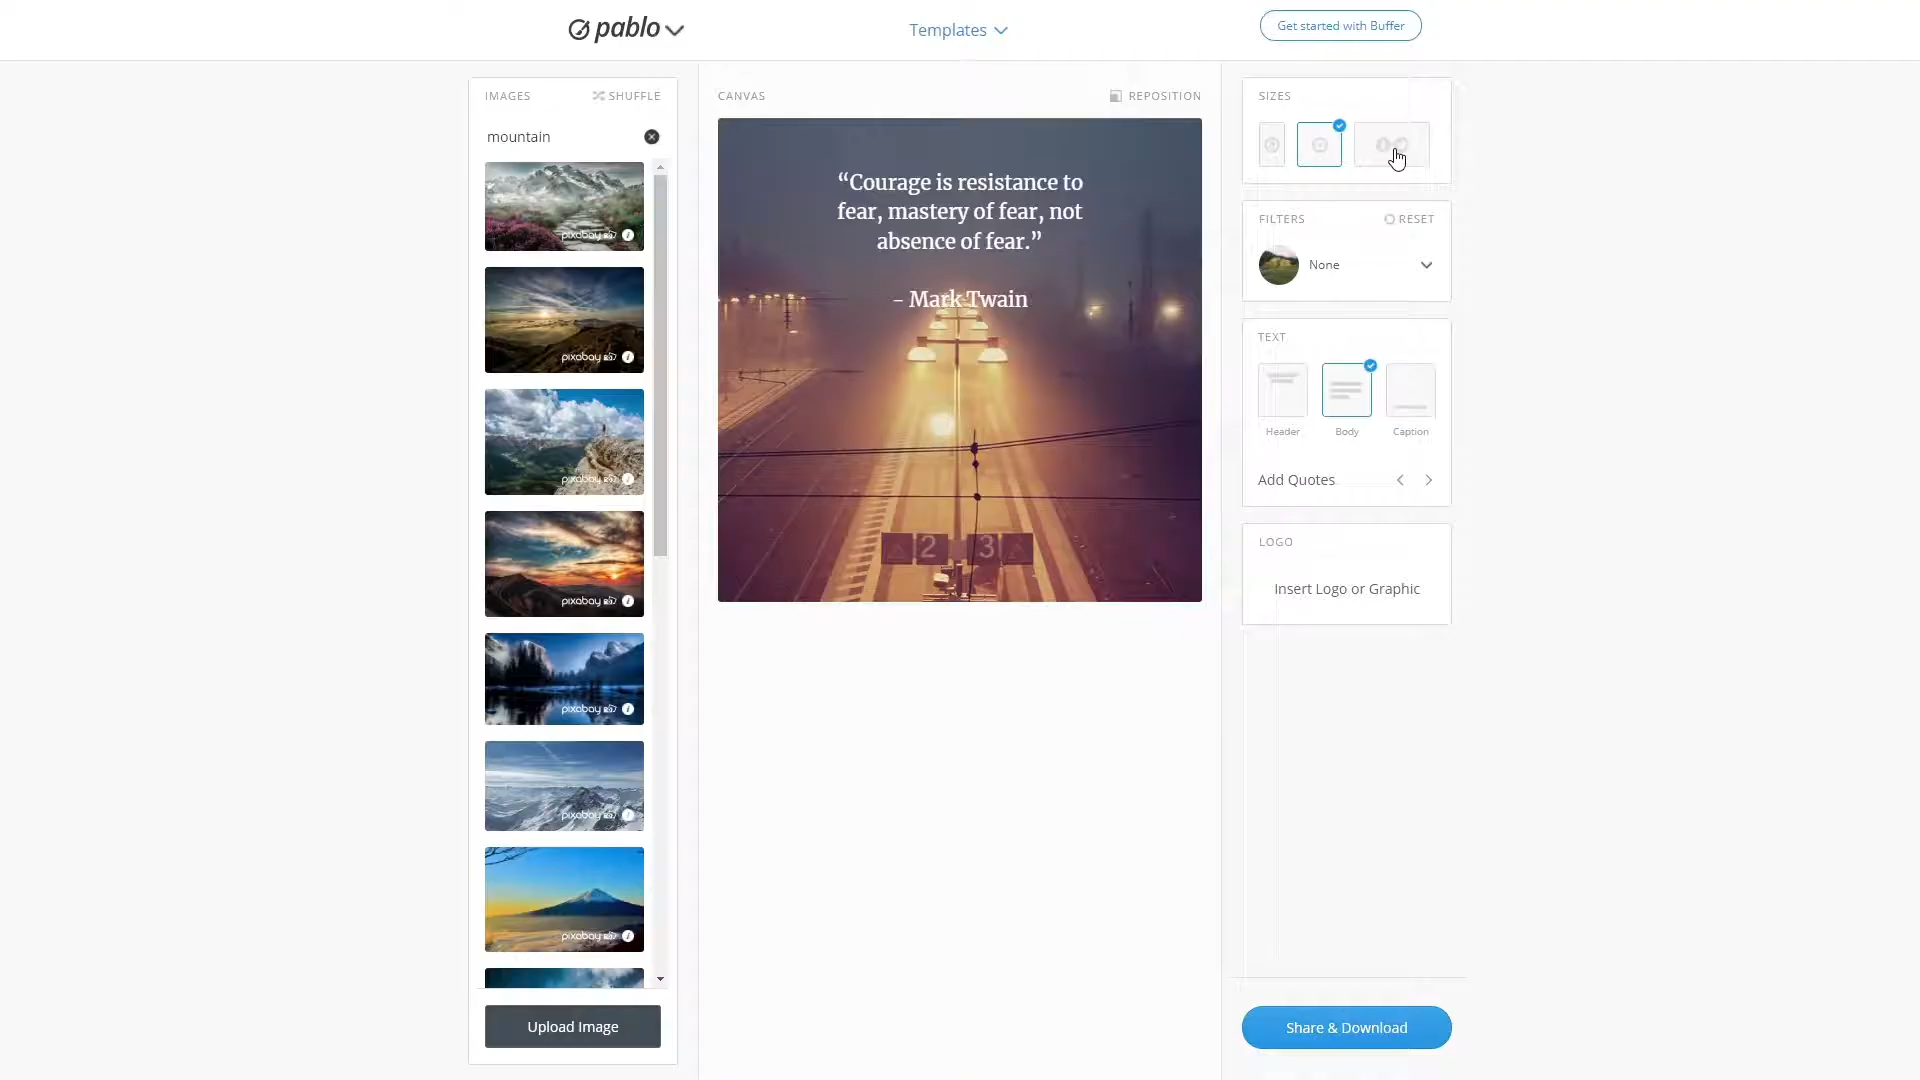 pablo
Templates
Get started with Buffer
IMAGES
SHUFFLE
mountain
pixabay
pixabay
pixabay
pixabay
pixabay
pixabay
pixabay
Upload Image
CANVAS
REPOSITION
“Courage is resistance to
fear, mastery of fear, not
absence of fear.”
- Mark Twain
2 3
SIZES
FILTERS
RESET
None
TEXT
Header
Body
Caption
Add Quotes
LOGO
Insert Logo or Graphic
Share & Download